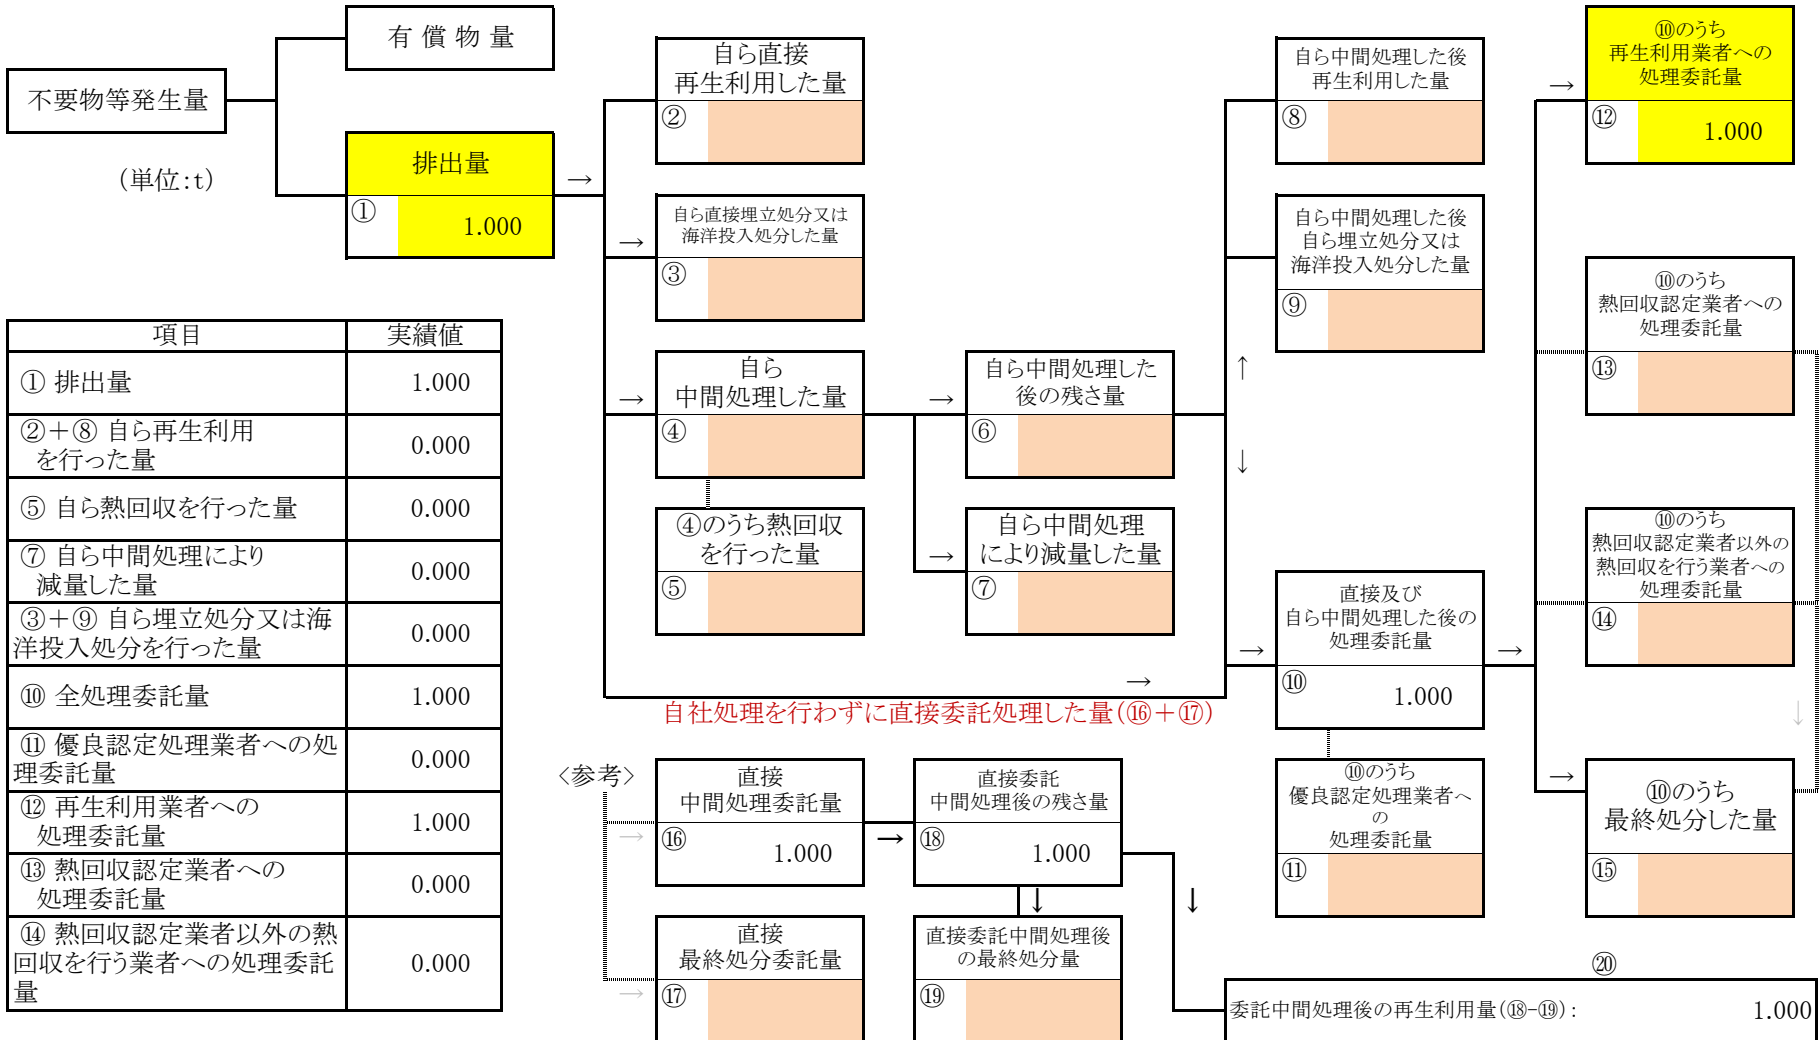 有 償 物 量
不要物等発生量
(単位:t)
排出量
①
1.000
→
自ら直接
再生利用した量
②
→
自ら直接埋立処分又は
海洋投入処分した量
③
→
自ら
中間処理した量
④
④のうち熱回収
を行った量
⑤
→
自ら中間処理した
後の残さ量
⑥
→
自ら中間処理
により減量した量
⑦
自ら中間処理した後
再生利用した量
⑧
自ら中間処理した後
自ら埋立処分又は
海洋投入処分した量
⑨
↑
↓
→
自社処理を行わずに直接委託処理した量(⑯+⑰)
→
直接及び
自ら中間処理した後の
処理委託量
⑩
1.000
⑩のうち
優良認定処理業者へ
の
処理委託量
⑪
→
→
⑩のうち
再生利用業者への
処理委託量
⑫
1.000
⑩のうち
熱回収認定業者への
処理委託量
⑬
⑩のうち
熱回収認定業者以外の
熱回収を行う業者への
処理委託量
⑭
↓
→
⑩のうち
最終処分した量
⑮
項目 実績値
① 排出量 1.000
②+⑧ 自ら再生利用
を行った量
0.000
⑤ 自ら熱回収を行った量 0.000
⑦ 自ら中間処理により
減量した量
0.000
③+⑨ 自ら埋立処分又は海
洋投入処分を行った量
0.000
⑩ 全処理委託量 1.000
⑪ 優良認定処理業者への処
理委託量
0.000
⑫ 再生利用業者への
処理委託量
1.000
⑬ 熱回収認定業者への
処理委託量
0.000
⑭ 熱回収認定業者以外の熱
回収を行う業者への処理委託
量
0.000
〈参考〉
→
直接
中間処理委託量
⑯
1.000
→
直接委託
中間処理後の残さ量
⑱
1.000
↓
↓
→
直接
最終処分委託量
⑰
直接委託中間処理後
の最終処分量
⑲
⑳
委託中間処理後の再生利用量(⑱-⑲): 1.000